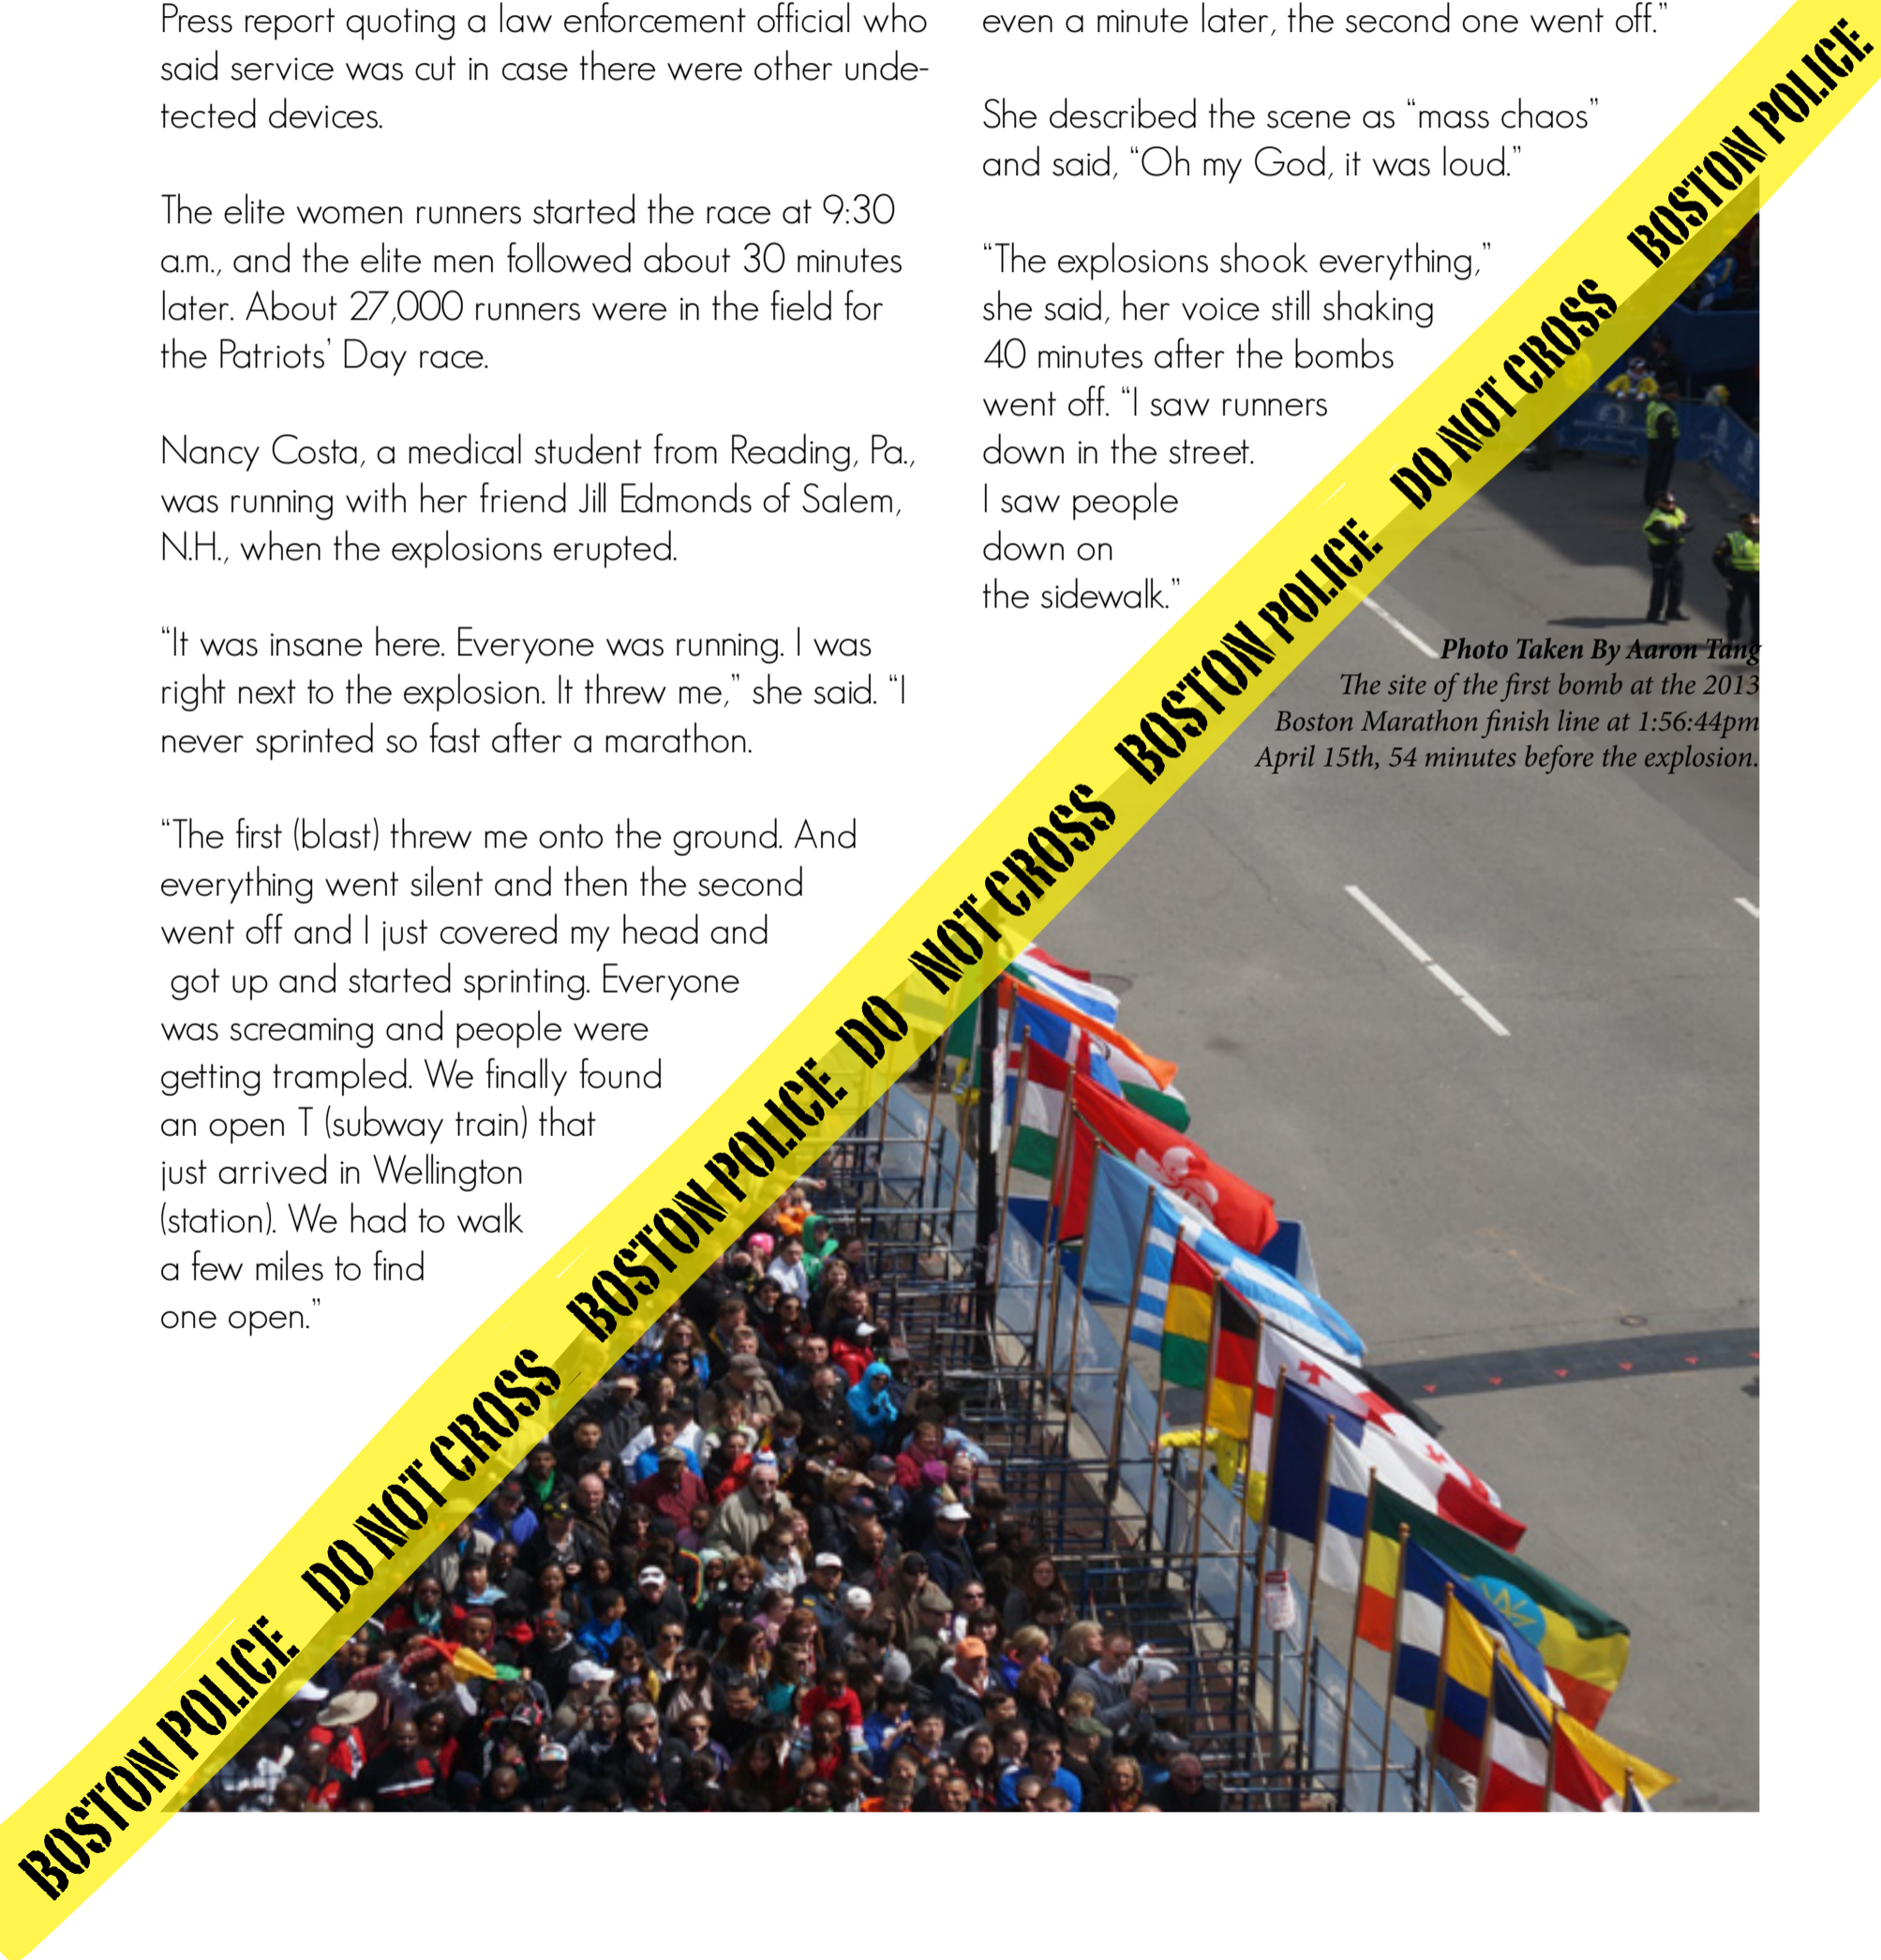 Press report quoting a law enforcement official who
said service was cut in case there were other unde-
tected devices.
The elite women runners started the race at 9:30
a.m., and the elite men followed about 30 minutes
later. About 27,000 runners were in the field for
the Patriots' Day race.
Nancy Costa, a medical student from Reading, Pa.,
was running with her friend Jill Edmonds of Salem,
N.H., when the explosions erupted.
“It was insane here. Everyone was running. I was
right next to the explosion. It threw me,” she said. “I
never sprinted so fast after a marathon.
“The first (blast) threw me onto the ground. And
everything went silent and then the second
went off and I just covered my head and
got up and started sprinting. Everyone
was screaming and people were
getting trampled. We finally found
an open T (subway train) that
just arrived in Wellington
(station). We had to walk
a few miles to find
one open.”
even a minute later, the second one went off.”
She described the scene as “mass chaos”
and said, “Oh my God, it was loud.”
“The explosions shook everything,”
she said, her voice still shaking
40 minutes after the bombs
went off. “I saw runners
down in the street.
I saw people
down on
the sidewalk.”
BOSTON POLICE DO NOT CROSS BOSTON POLICE DO NOT CROSS BOSTON POLICE DO NOT CROSS BOSTON POLICE
Photo Taken By Aaron Tang
The site of the first bomb at the 2013
Boston Marathon finish line at 1:56:44pm
April 15th, 54 minutes before the explosion.